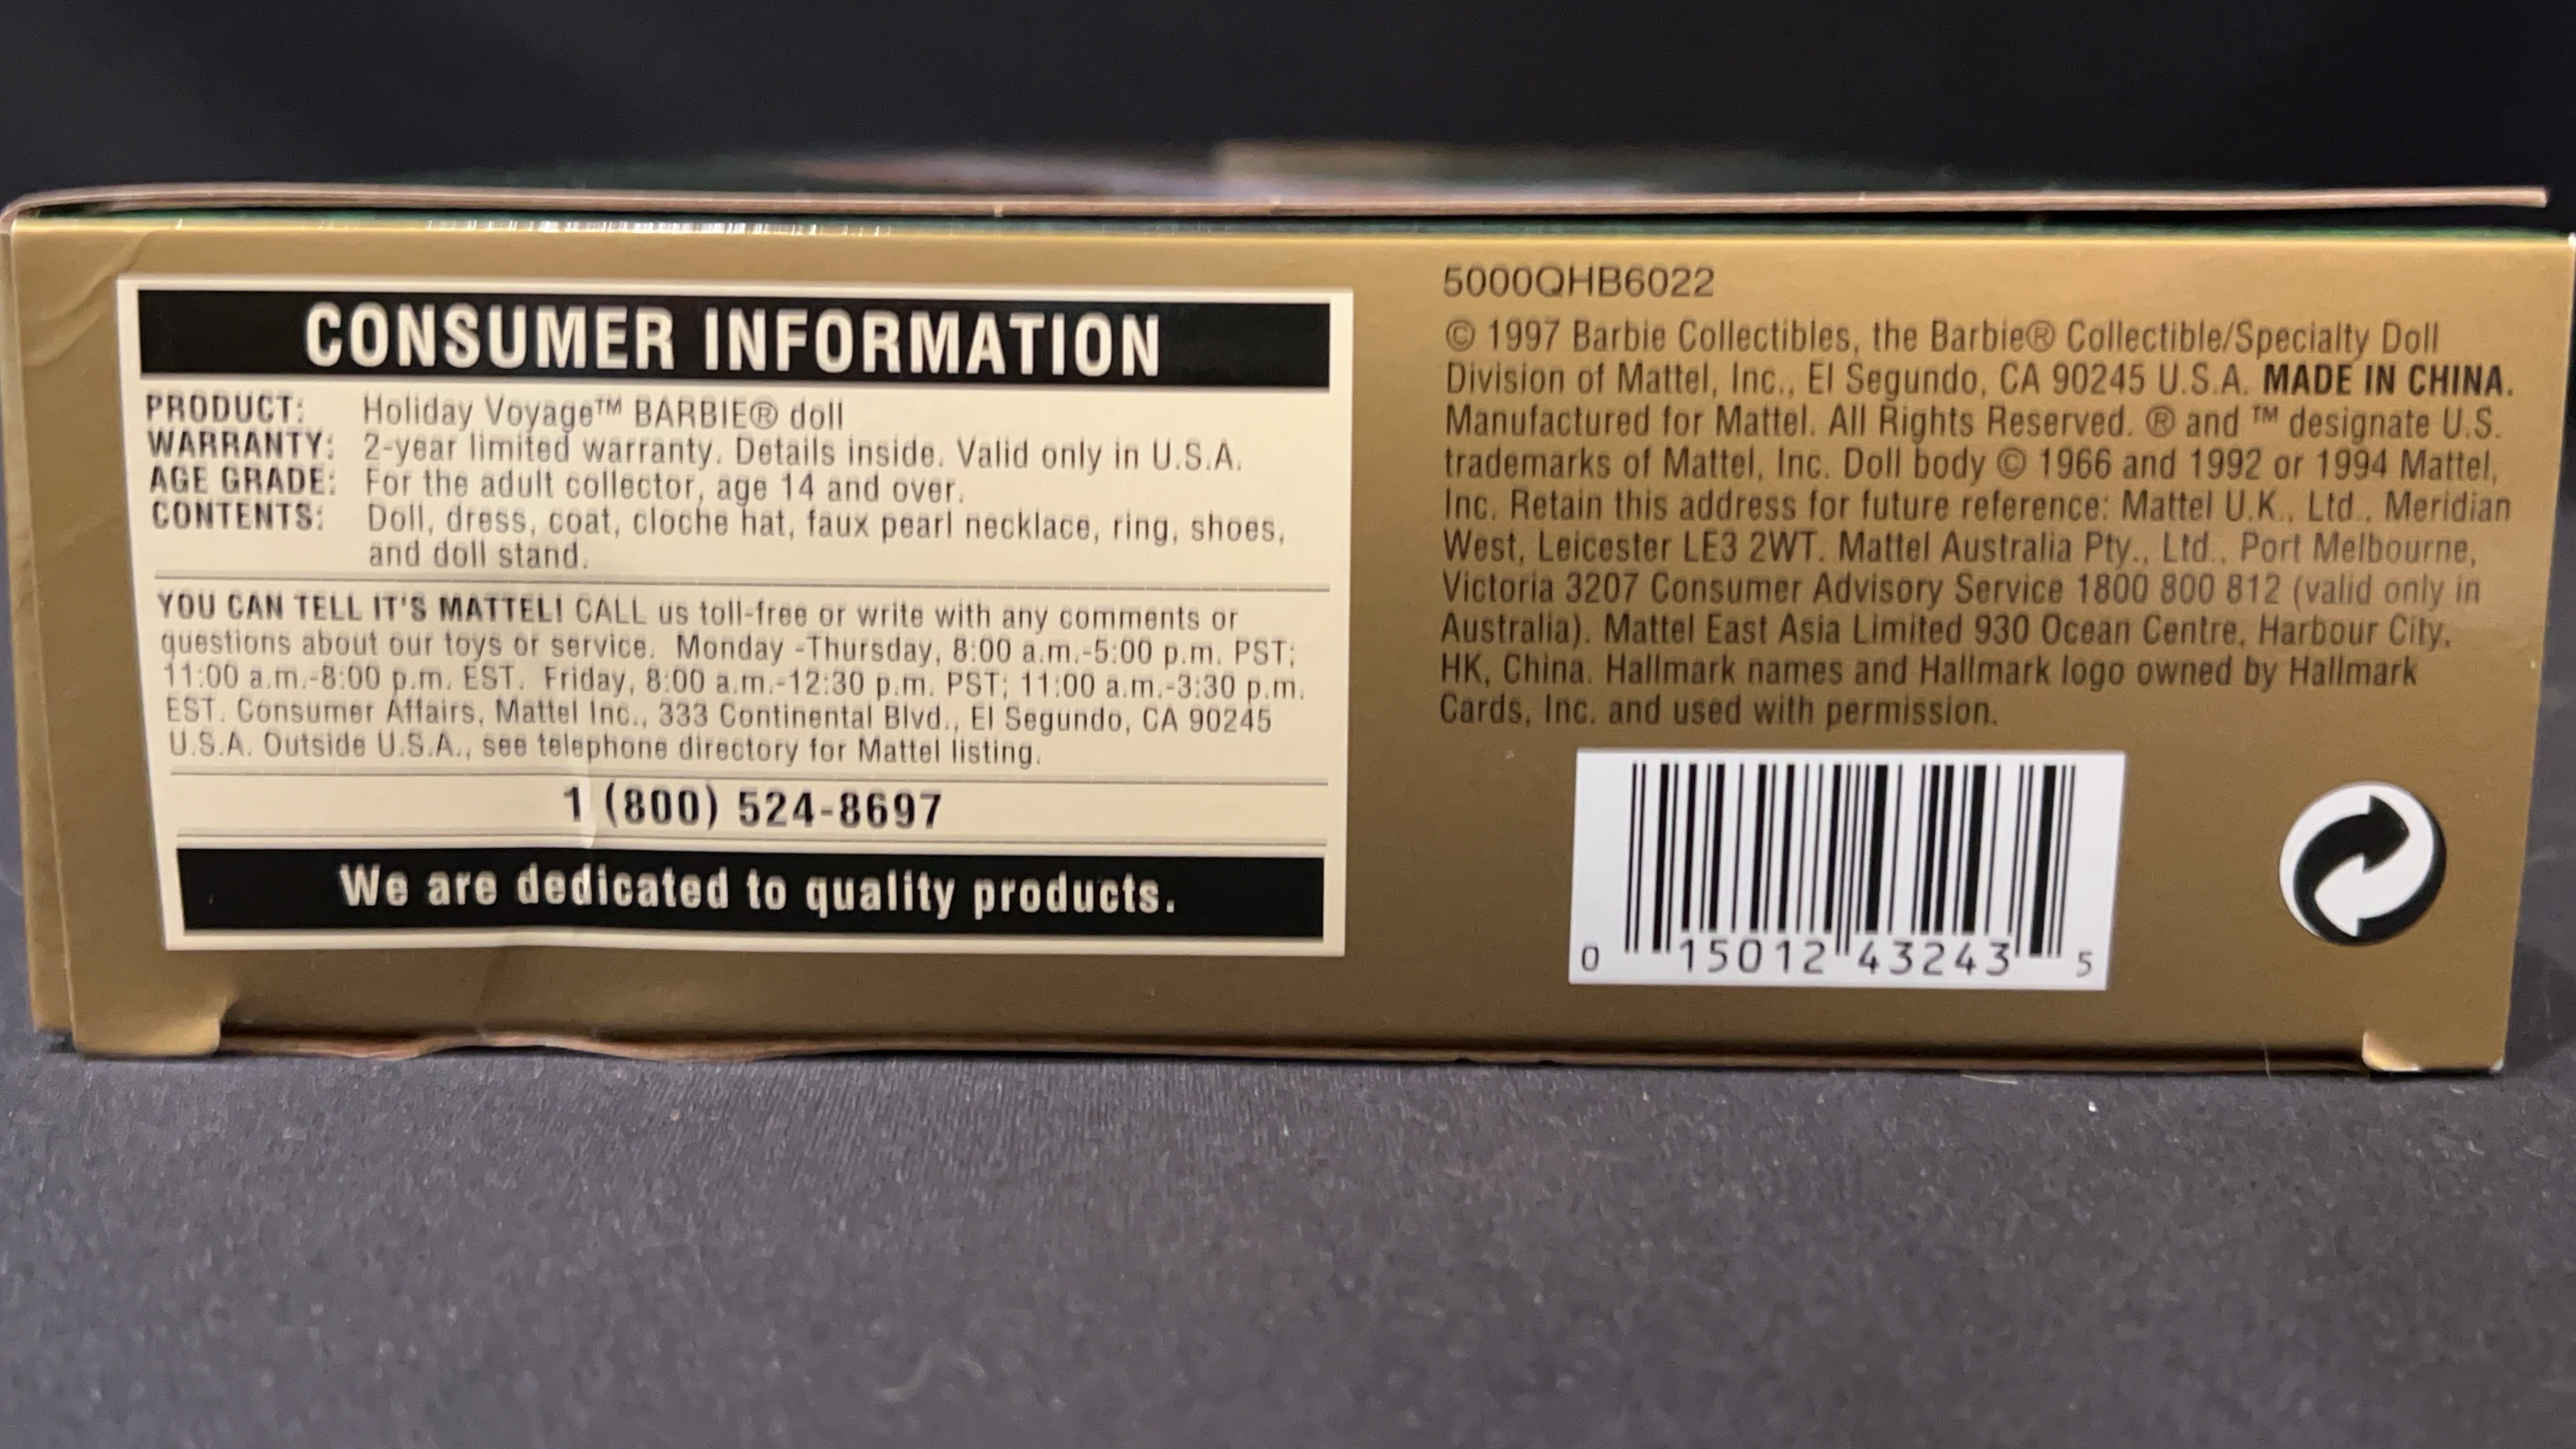 CONSUMER INFORMATION
PRODUCT: Holiday Voyage™ BARBIE® doll
WARRANTY: 2-year limited warranty. Details inside. Valid only in U.S.A.
AGE GRADE: For the adult collector, age 14 and over.
CONTENTS: Doll, dress, coat, cloche hat, faux pearl necklace, ring, shoes,
and doll stand.
YOU CAN TELL IT'S MATTEL! CALL us toll-free or write with any comments or
questions about our toys or service. Monday -Thursday, 8:00 a.m.-5:00 p.m. PST;
11:00 a.m.-8:00 p.m. EST. Friday, 8:00 a.m.-12:30 p.m. PST; 11:00 a.m.-3:30 p.m.
EST. Consumer Affairs, Mattel Inc., 333 Continental Blvd., El Segundo, CA 90245
U.S.A. Outside U.S.A., see telephone directory for Mattel listing.
1 (800) 524-8697
We are dedicated to quality products.
5000QHB6022
© 1997 Barbie Collectibles, the Barbie® Collectible/Specialty Doll
Division of Mattel, Inc., El Segundo, CA 90245 U.S.A. MADE IN CHINA.
Manufactured for Mattel. All Rights Reserved. ® and ™ designate U.S.
trademarks of Mattel, Inc. Doll body © 1966 and 1992 or 1994 Mattel,
Inc. Retain this address for future reference: Mattel U.K., Ltd., Meridian
West, Leicester LE3 2WT. Mattel Australia Pty., Ltd., Port Melbourne,
Victoria 3207 Consumer Advisory Service 1800 800 812 (valid only in
Australia). Mattel East Asia Limited 930 Ocean Centre, Harbour City,
HK, China. Hallmark names and Hallmark logo owned by Hallmark
Cards, Inc. and used with permission.
0 15012 43243 5